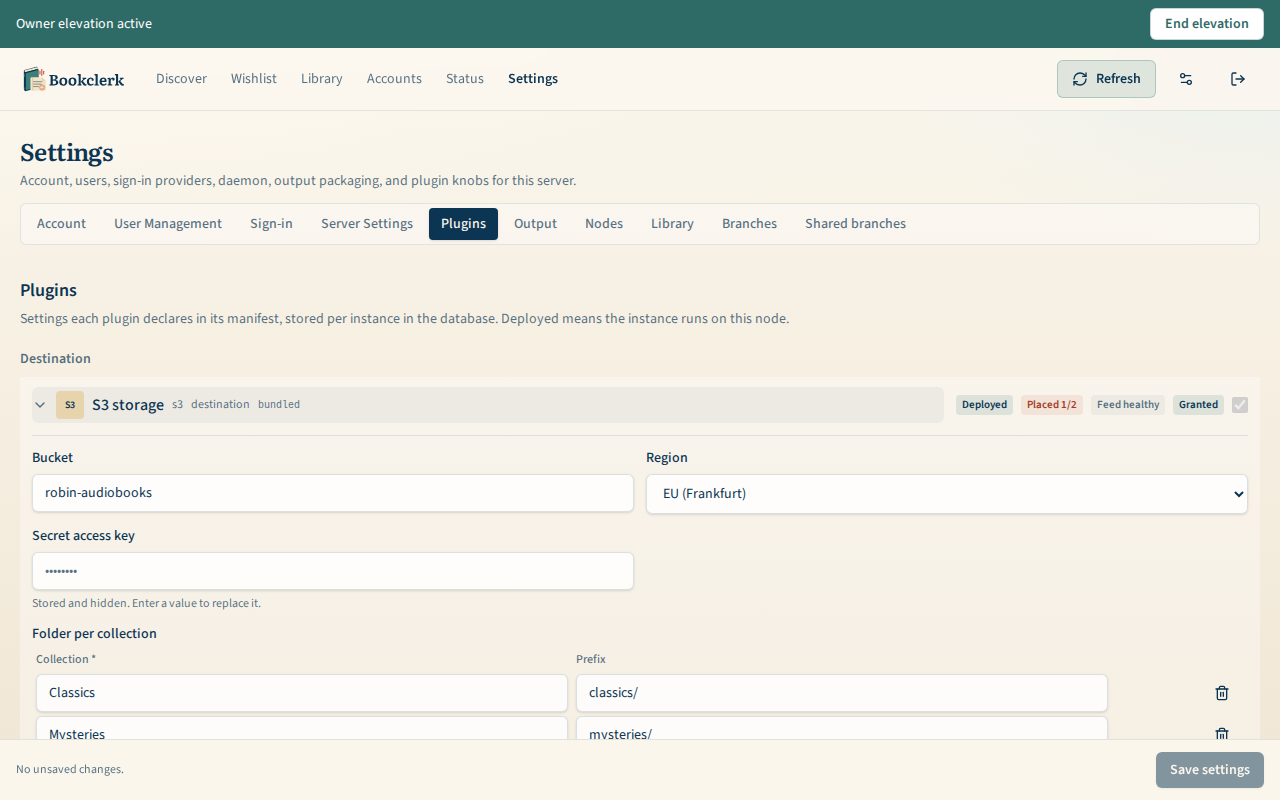 Owner elevation active
End elevation
Bookclerk
Discover
Wishlist
Library
Accounts
Status
Settings
Refresh
Settings
Account, users, sign-in providers, daemon, output packaging, and plugin knobs for this server.
Account
User Management
Sign-in
Server Settings
Plugins
Output
Nodes
Library
Branches
Shared branches
Plugins
Settings each plugin declares in its manifest, stored per instance in the database. Deployed means the instance runs on this node.
Destination
S3
S3 storage
s3
destination
bundled
Deployed
Placed 1/2
Feed healthy
Granted
Bucket
Region
robin-audiobooks
EU (Frankfurt)
Secret access key
••••••••
Stored and hidden. Enter a value to replace it.
Folder per collection
Collection *
Prefix
Classics
classics/
Mysteries
mysteries/
No unsaved changes.
Save settings